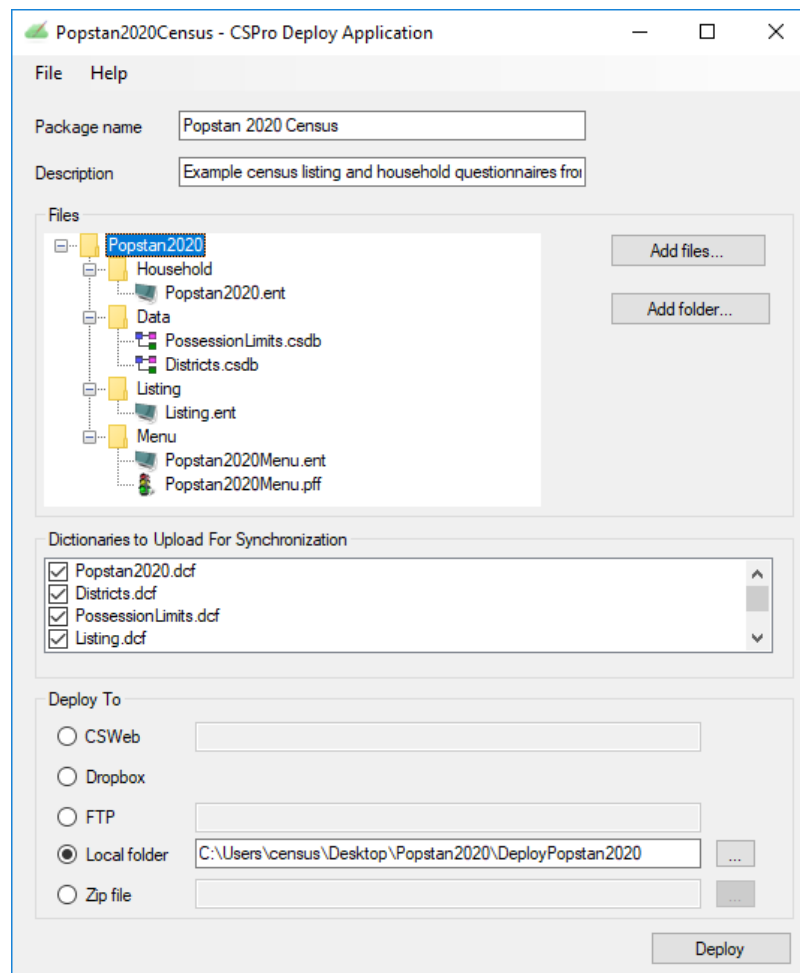 Popstan2020Census - CSPro Deploy Application
File Help
Package name Popstan 2020 Census
Description Example census listing and household questionnaires from
Files
Popstan2020
Add files...
Household
Popstan2020.ent
Add folder...
Data
PossessionLimits.csdb
Districts.csdb
Listing
Listing.ent
Menu
Popstan2020Menu.ent
Popstan2020Menu.pff
Dictionaries to Upload For Synchronization
Popstan2020.dcf
Districts.dcf
PossessionLimits.dcf
Listing.dcf
Deploy To
CSWeb
Dropbox
FTP
Local folder C:\Users\census\Desktop\Popstan2020\DeployPopstan2020 ...
Zip file ...
Deploy